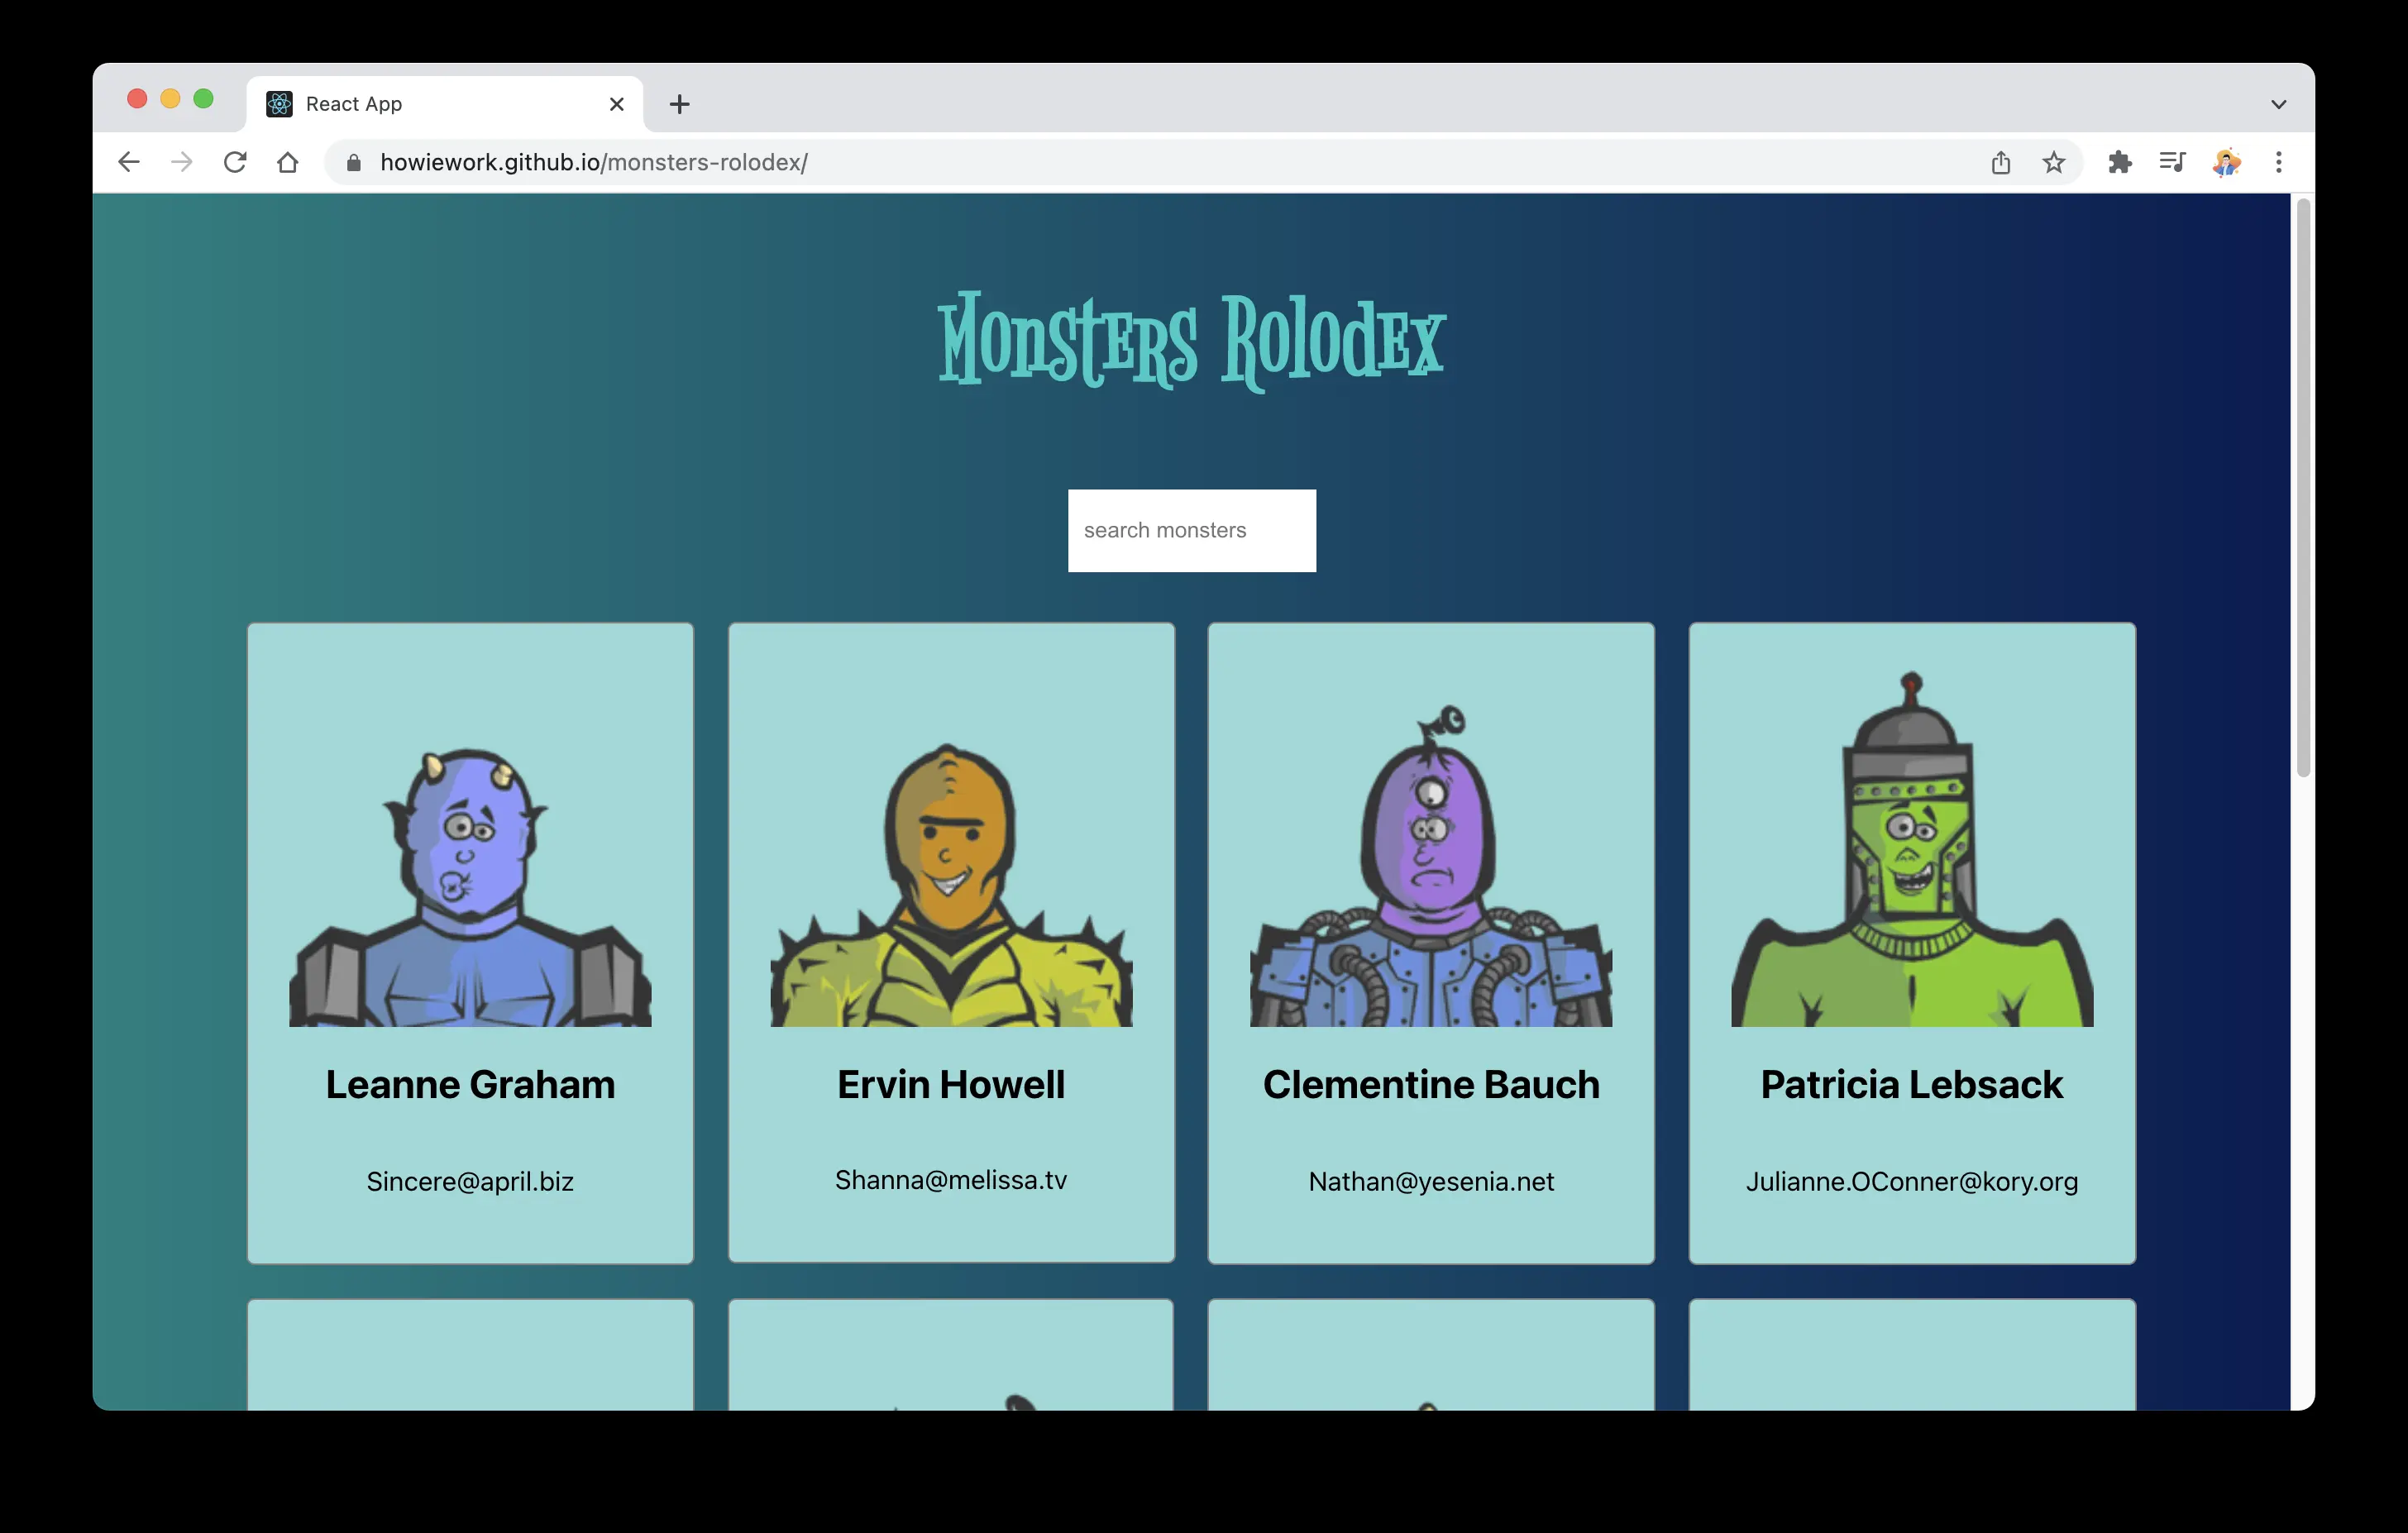 React App
howiework.github.io/monsters-rolodex/
Monsters Rolodex
search monsters
Leanne Graham
Sincere@april.biz
Ervin Howell
Shanna@melissa.tv
Clementine Bauch
Nathan@yesenia.net
Patricia Lebsack
Julianne.OConner@kory.org